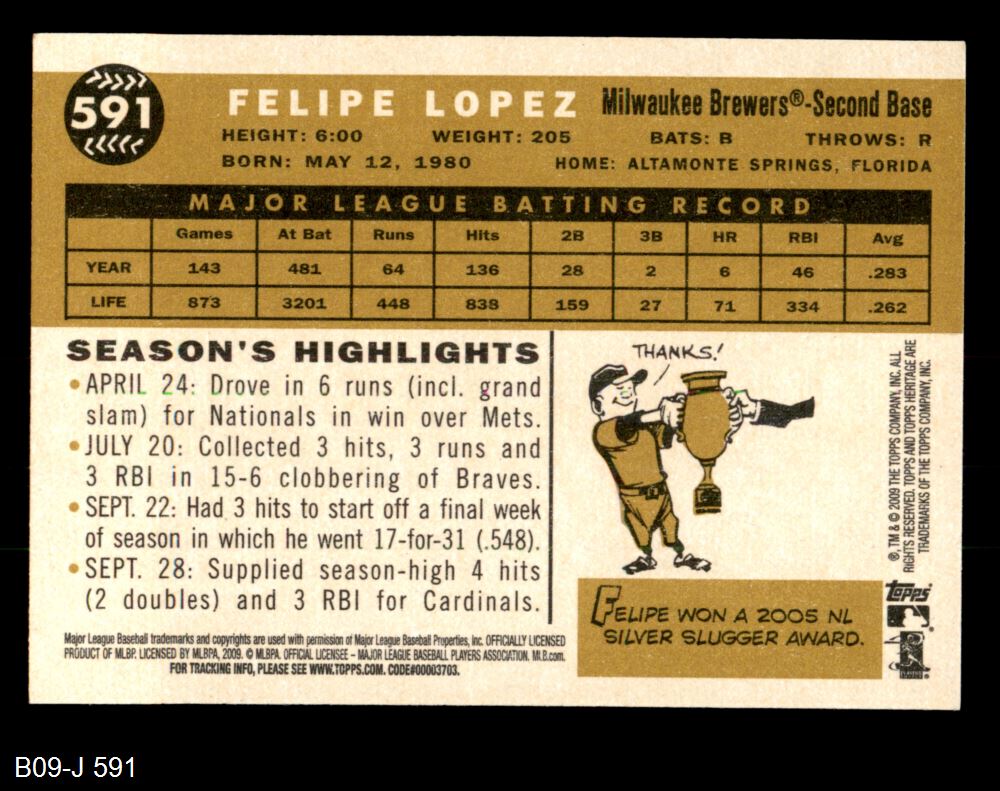 591
FELIPE LOPEZ Milwaukee Brewers®-Second Base
HEIGHT: 6:00 WEIGHT: 205 BATS: B THROWS: R
BORN: MAY 12, 1980 HOME: ALTAMONTE SPRINGS, FLORIDA
MAJOR LEAGUE BATTING RECORD
Games At Bat Runs Hits 2B 3B HR RBI Avg
YEAR 143 481 64 136 28 2 6 46 .283
LIFE 873 3201 448 838 159 27 71 334 .262
SEASON'S HIGHLIGHTS
• APRIL 24: Drove in 6 runs (incl. grand
slam) for Nationals in win over Mets.
• JULY 20: Collected 3 hits, 3 runs and
3 RBI in 15-6 clobbering of Braves.
• SEPT. 22: Had 3 hits to start off a final week
of season in which he went 17-for-31 (.548).
• SEPT. 28: Supplied season-high 4 hits
(2 doubles) and 3 RBI for Cardinals.
Major League Baseball trademarks and copyrights are used with permission of Major League Baseball Properties, Inc. OFFICIALLY LICENSED
PRODUCT OF MLBP. LICENSED BY MLBPA, 2009. © MLBPA. OFFICIAL LICENSEE – MAJOR LEAGUE BASEBALL PLAYERS ASSOCIATION. MLB.com.
FOR TRACKING INFO, PLEASE SEE WWW.TOPPS.COM. CODE#00003703.
THANKS!
FELIPE WON A 2005 NL
SILVER SLUGGER AWARD.
®, TM & © 2009 THE TOPPS COMPANY, INC. ALL
RIGHTS RESERVED. TOPPS AND TOPPS HERITAGE ARE
TRADEMARKS OF THE TOPPS COMPANY, INC.
Topps
B09-J 591